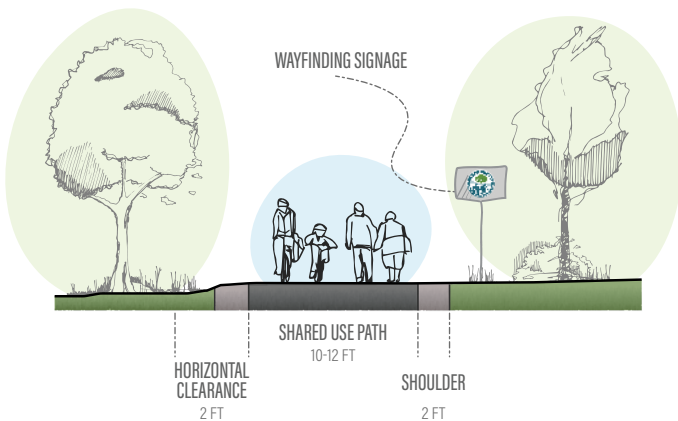 WAYFINDING SIGNAGE
SHARED USE PATH
10-12 FT
HORIZONTAL
CLEARANCE
2 FT
SHOULDER
2 FT